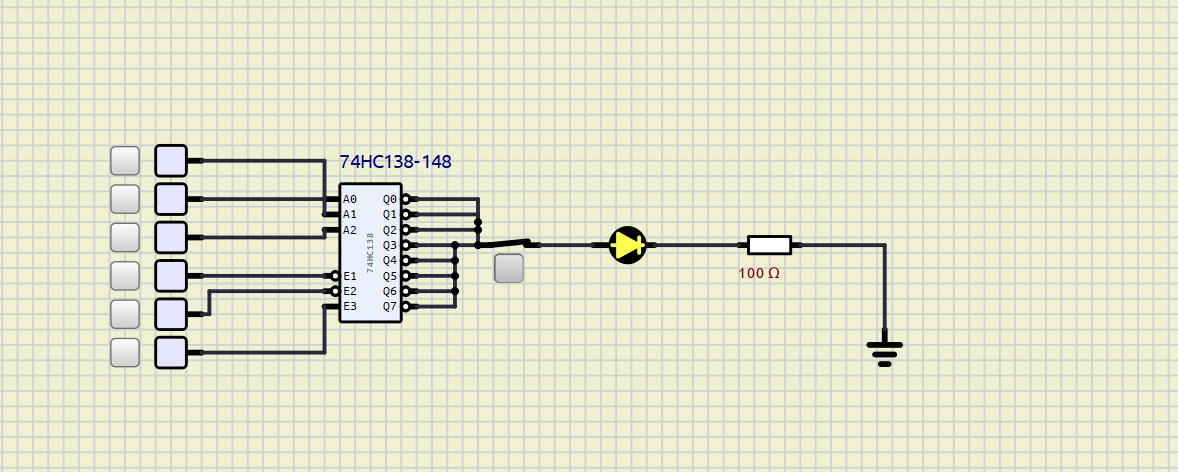 74HC138-148
A0 Q0
A1 Q1
A2 Q2
Q3
Q4
E1 Q5
E2 Q6
E3 Q7
74HC138
100 Ω